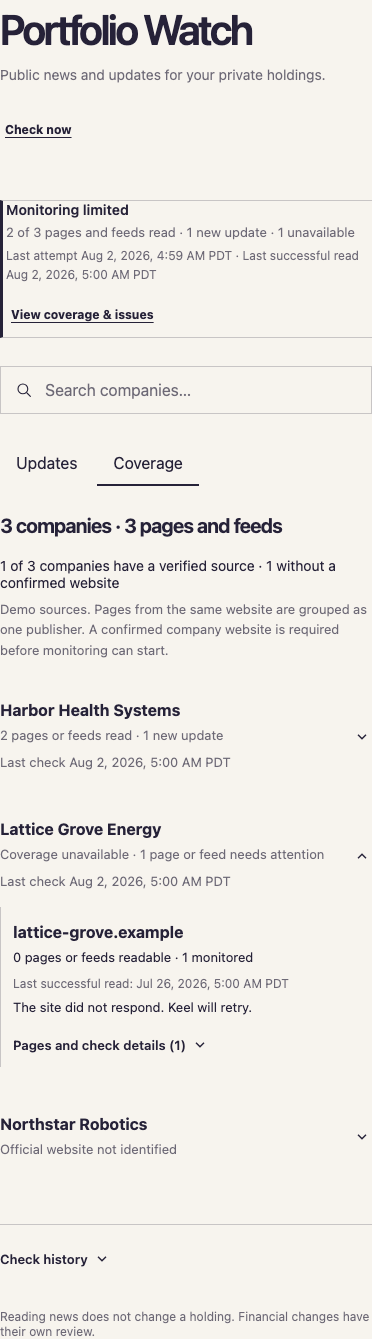 Portfolio Watch
Public news and updates for your private holdings.
Check now
Monitoring limited
2 of 3 pages and feeds read · 1 new update · 1 unavailable
Last attempt Aug 2, 2026, 4:59 AM PDT · Last successful read
Aug 2, 2026, 5:00 AM PDT
View coverage & issues
Search companies...
Updates Coverage
3 companies · 3 pages and feeds
1 of 3 companies have a verified source · 1 without a
confirmed website
Demo sources. Pages from the same website are grouped as
one publisher. A confirmed company website is required
before monitoring can start.
Harbor Health Systems
2 pages or feeds read · 1 new update
Last check Aug 2, 2026, 5:00 AM PDT
Lattice Grove Energy
Coverage unavailable · 1 page or feed needs attention
Last check Aug 2, 2026, 5:00 AM PDT
lattice-grove.example
0 pages or feeds readable · 1 monitored
Last successful read: Jul 26, 2026, 5:00 AM PDT
The site did not respond. Keel will retry.
Pages and check details (1)
Northstar Robotics
Official website not identified
Check history
Reading news does not change a holding. Financial changes have
their own review.